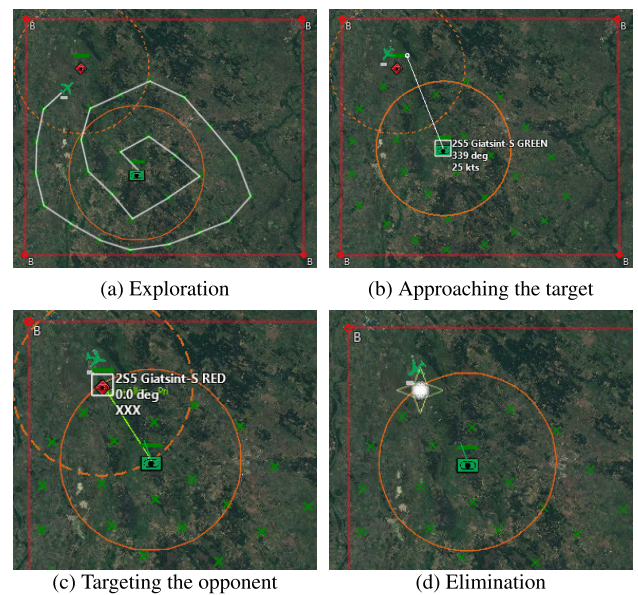 B
B
B
B
(a) Exploration
B
B
2S5 Giatsint-S GREEN
339 deg
25 kts
B
B
(b) Approaching the target
B
2S5 Giatsint-S RED
0.0 deg
Pri
XXX
(c) Targeting the opponent
B
(d) Elimination